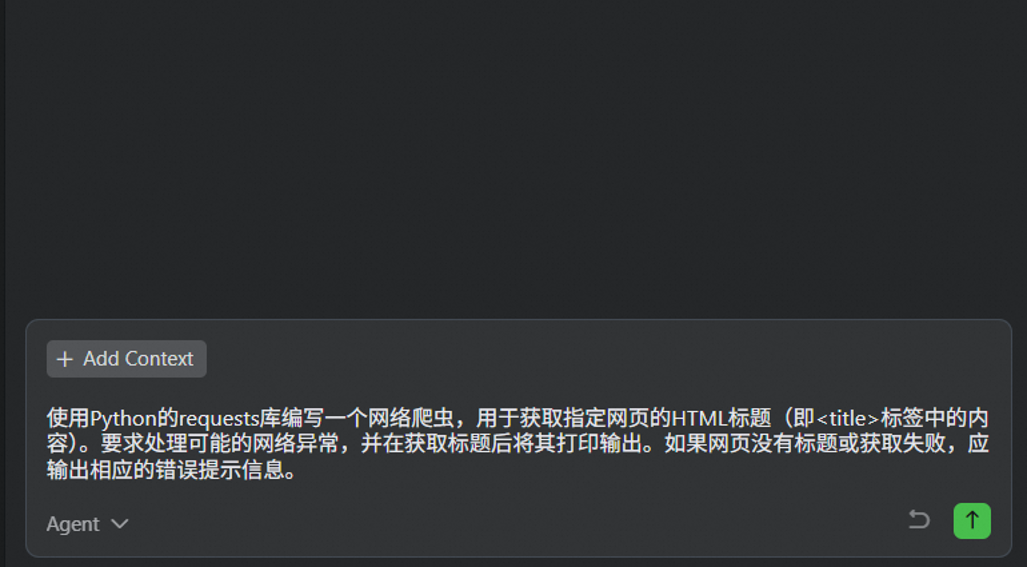 + Add Context
使用Python的requests库编写一个网络爬虫，用于获取指定网页的HTML标题（即<title>标签中的内
容）。要求处理可能的网络异常，并在获取标题后将其打印输出。如果网页没有标题或获取失败，应
输出相应的错误提示信息。
Agent